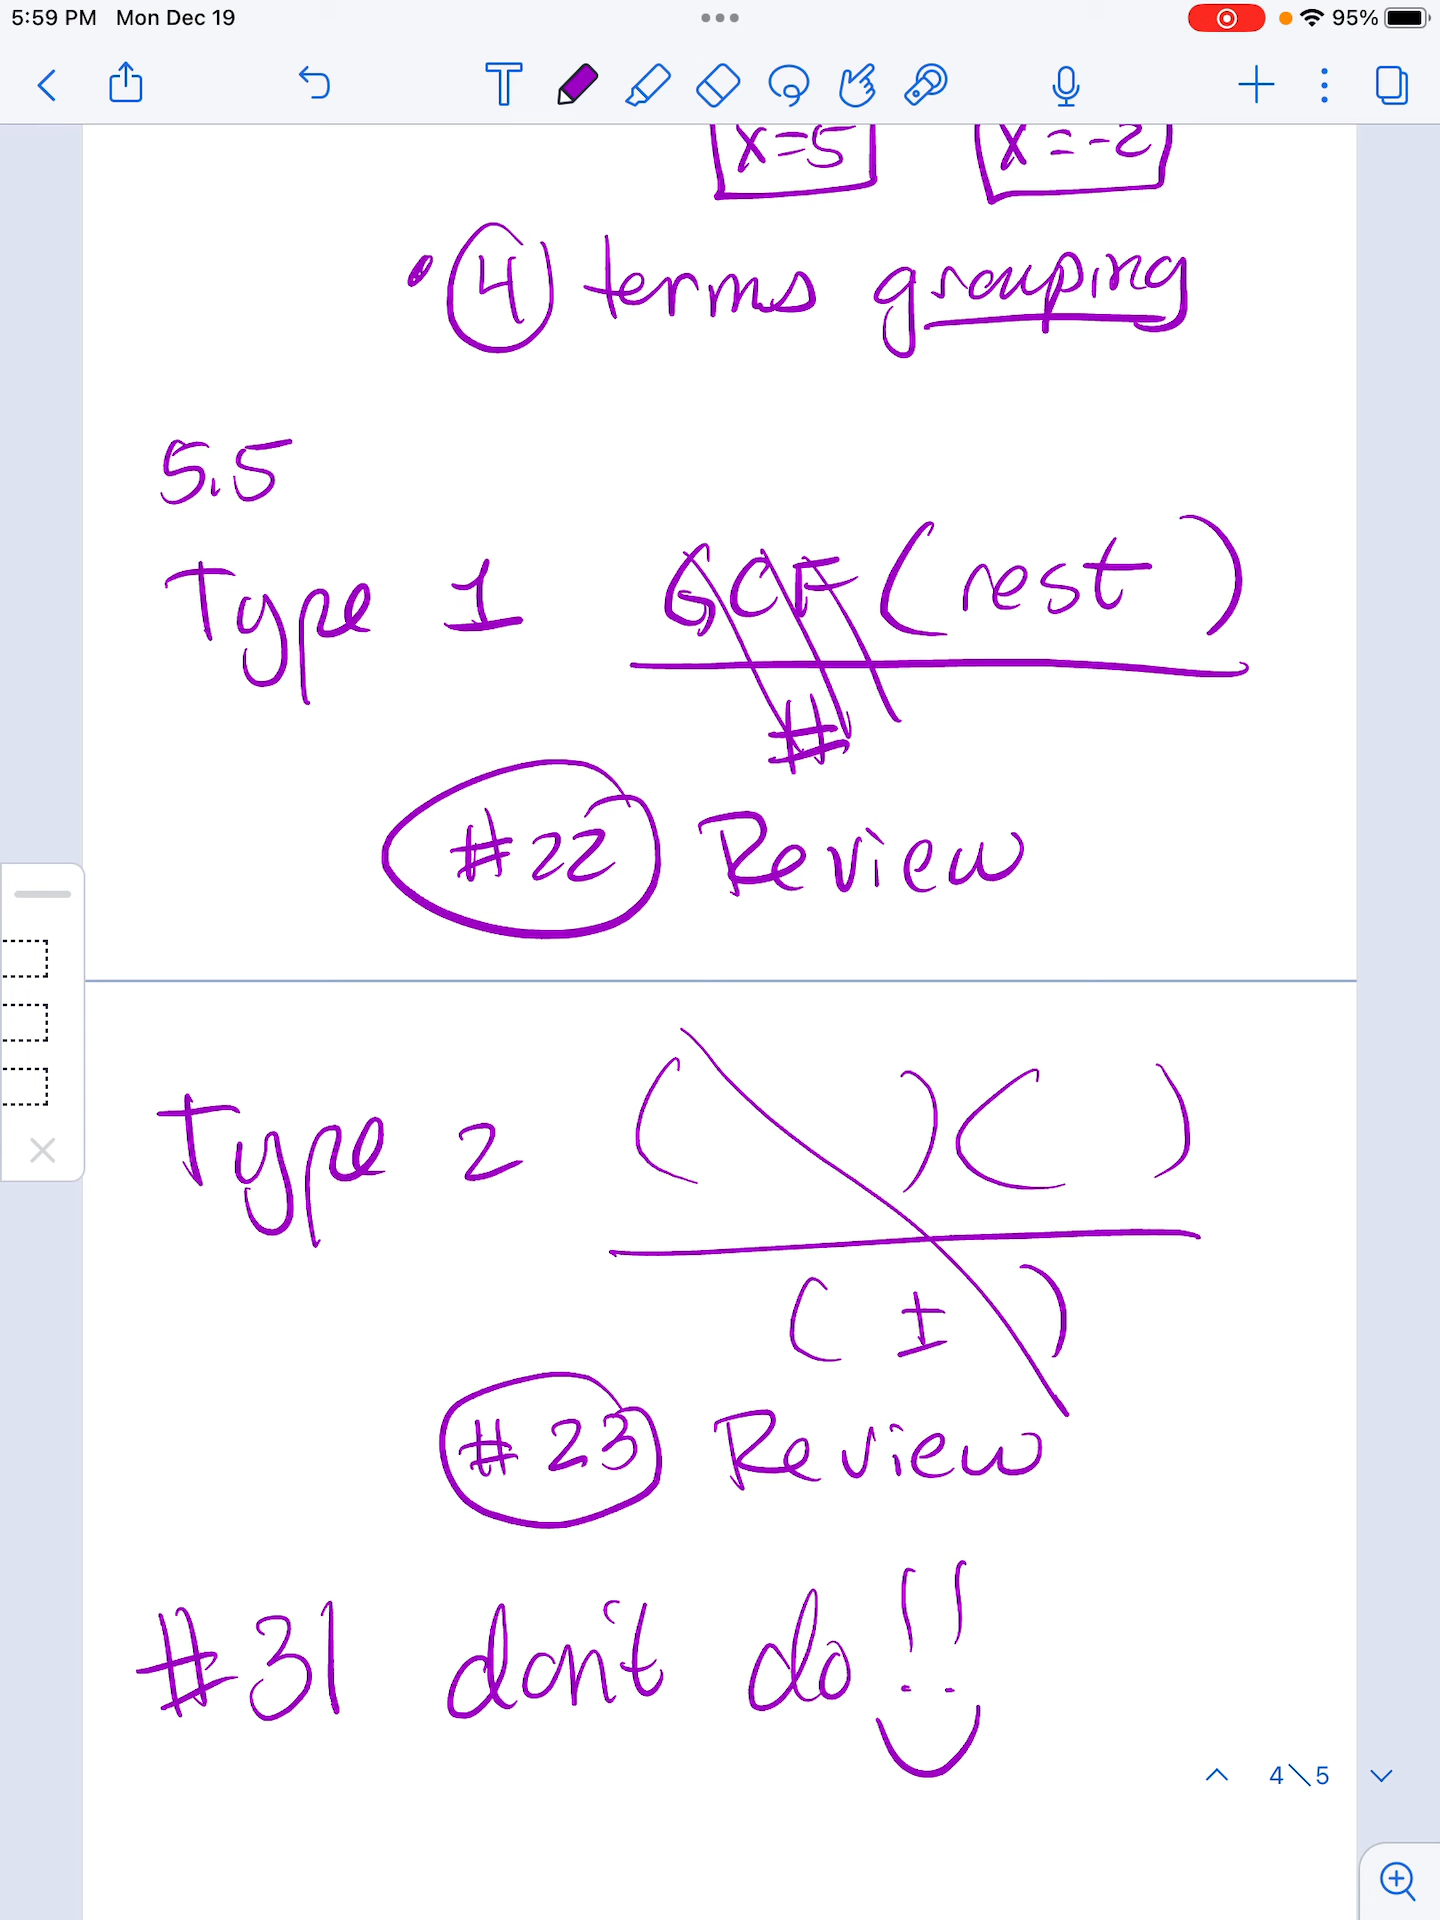 5:59 PM Mon Dec 19
95%
T
x=5 x=-2
• 4 terms grouping
5.5
Type 1 GCF (rest)
#
#22 Review
Type 2 ( )( )
( ± )
#23 Review
#31 don't do!!
4\5